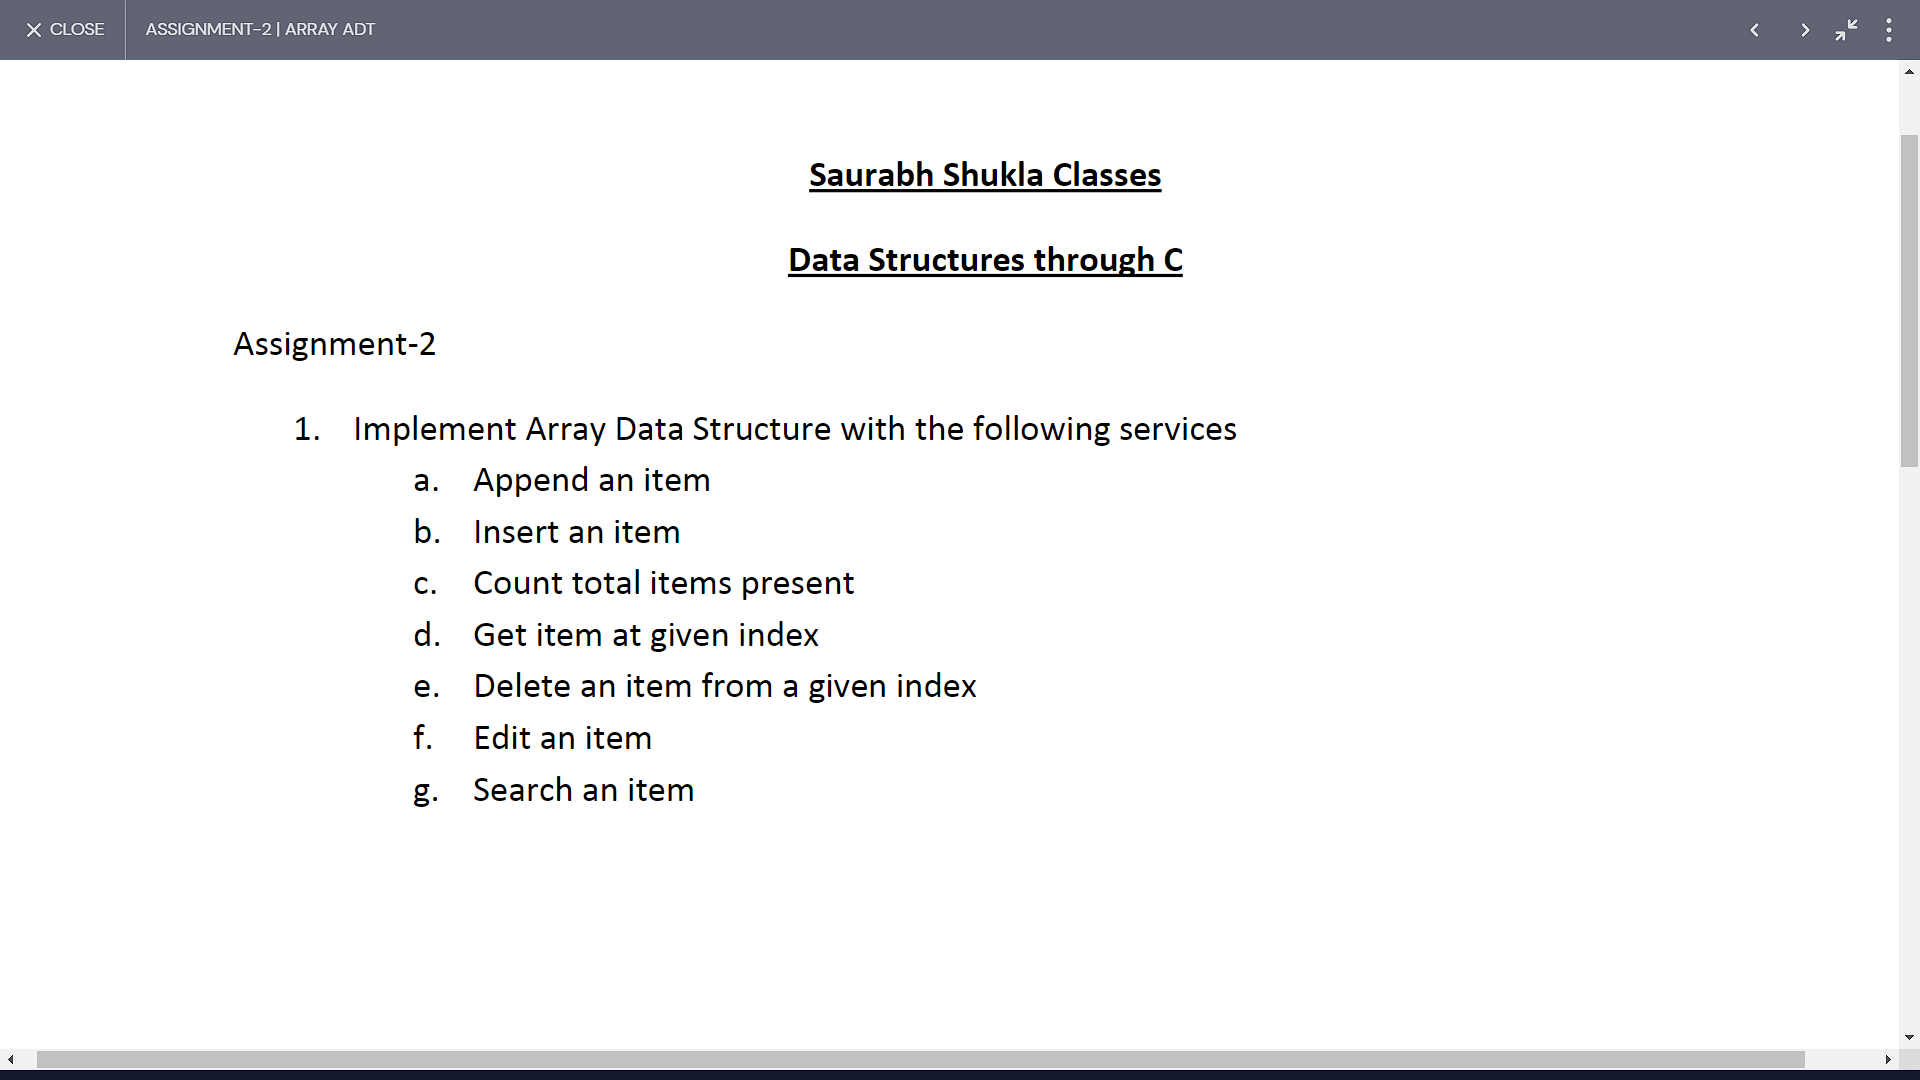 CLOSE
ASSIGNMENT-2 | ARRAY ADT
Saurabh Shukla Classes
Data Structures through C
Assignment-2
1. Implement Array Data Structure with the following services
a. Append an item
b. Insert an item
c. Count total items present
d. Get item at given index
e. Delete an item from a given index
f. Edit an item
g. Search an item